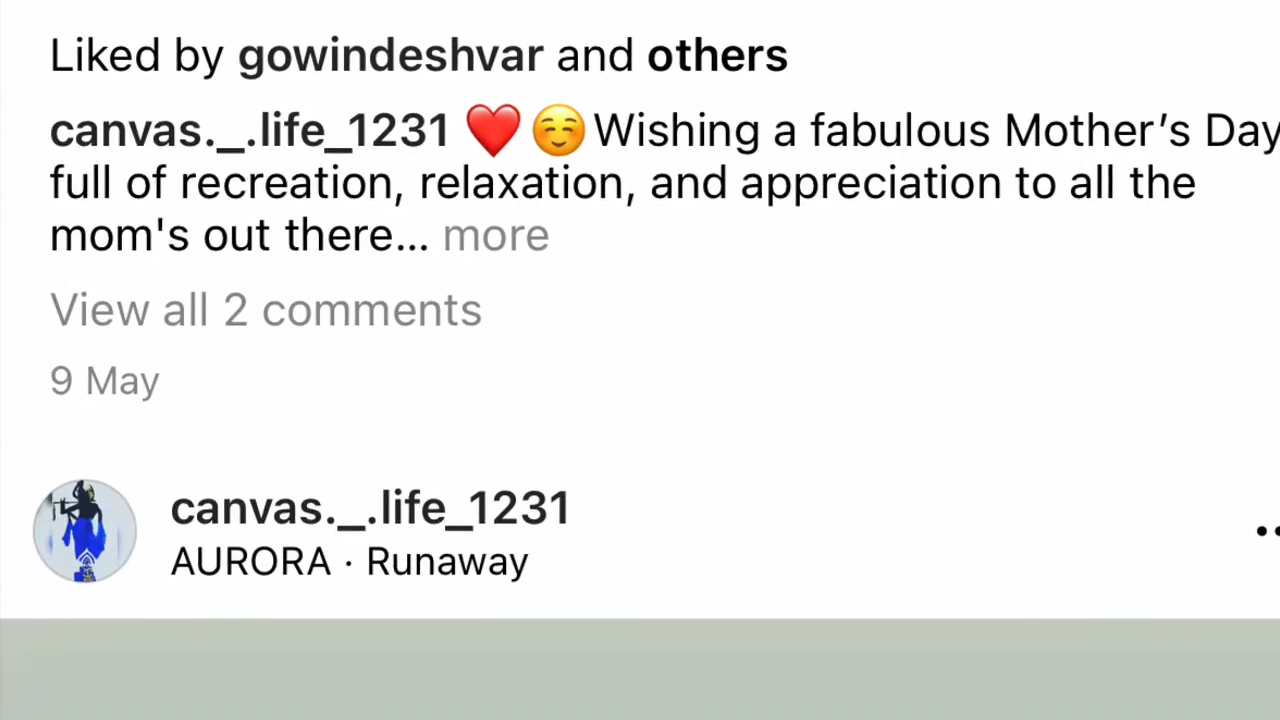 Liked by gowindeshvar and others
canvas._.life_1231 ❤️☺️Wishing a fabulous Mother’s Day
full of recreation, relaxation, and appreciation to all the
mom's out there... more
View all 2 comments
9 May
canvas._.life_1231
AURORA · Runaway